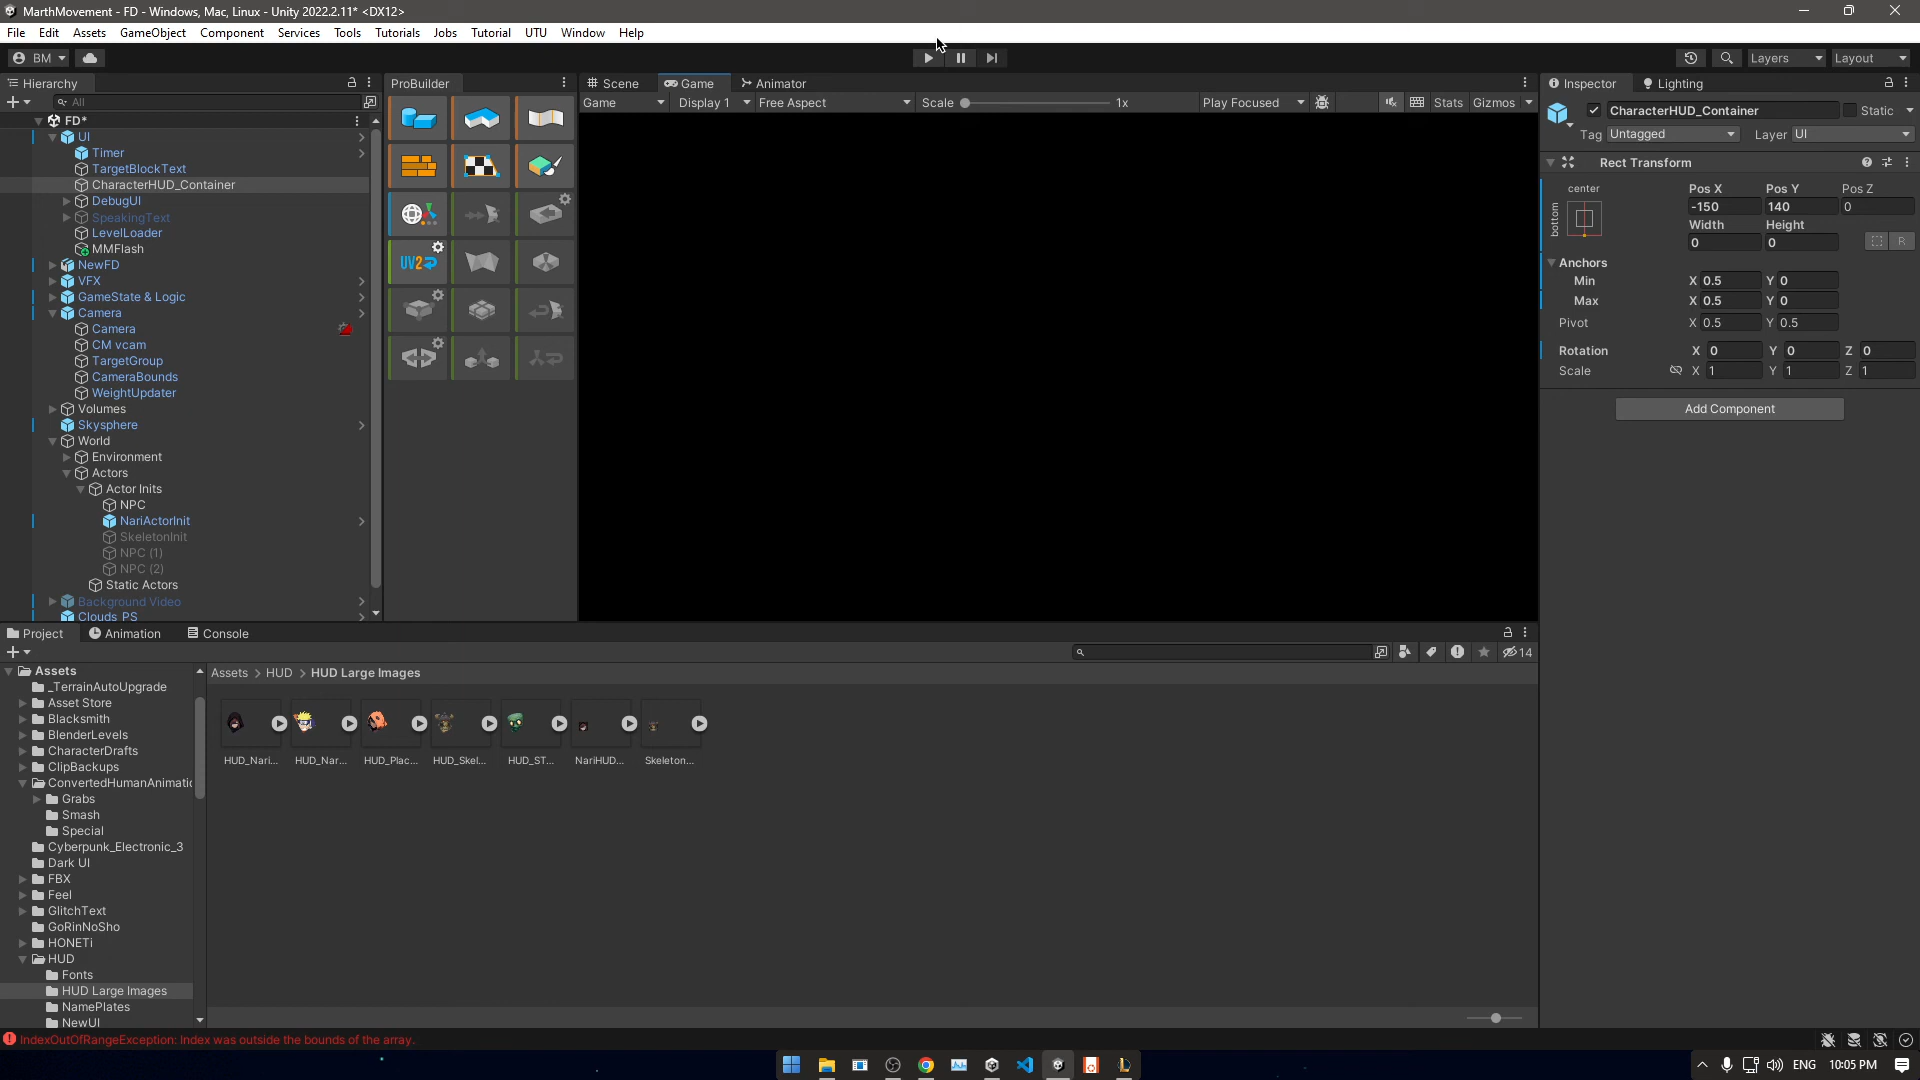 MarthMovement - FD - Windows, Mac, Linux - Unity 2022.2.11* <DX12>
File Edit Assets GameObject Component Services Tools Tutorials Jobs Tutorial UTU Window Help
BM Layers Layout
Hierarchy ProBuilder Scene Game Animator Inspector Lighting
All Game Display 1 Free Aspect Scale 1x Play Focused Stats Gizmos
FD*
UI
Timer
TargetBlockText
CharacterHUD_Container
DebugUI
SpeakingText
LevelLoader
MMFlash
NewFD
VFX
GameState & Logic
Camera
Camera
CM vcam
TargetGroup
CameraBounds
WeightUpdater
Volumes
Skysphere
World
Environment
Actors
Actor Inits
NPC
NariActorInit
SkeletonInit
NPC (1)
NPC (2)
Static Actors
Background Video
Clouds PS
UV2
CharacterHUD_Container Static
Tag Untagged Layer UI
Rect Transform
center
bottom
Pos X Pos Y Pos Z
-150 140 0
Width Height
0 0
R
Anchors
Min X 0.5 Y 0
Max X 0.5 Y 0
Pivot X 0.5 Y 0.5
Rotation X 0 Y 0 Z 0
Scale X 1 Y 1 Z 1
Add Component
Project Animation Console
14
Assets
_TerrainAutoUpgrade
Asset Store
Blacksmith
BlenderLevels
CharacterDrafts
ClipBackups
ConvertedHumanAnimatic
Grabs
Smash
Special
Cyberpunk_Electronic_3
Dark UI
FBX
Feel
GlitchText
GoRinNoSho
HONETi
HUD
Fonts
HUD Large Images
NamePlates
NewUI
Assets > HUD > HUD Large Images
HUD_Nari... HUD_Nar... HUD_Plac... HUD_Skel... HUD_ST... NariHUD... Skeleton...
IndexOutOfRangeException: Index was outside the bounds of the array.
ENG 10:05 PM